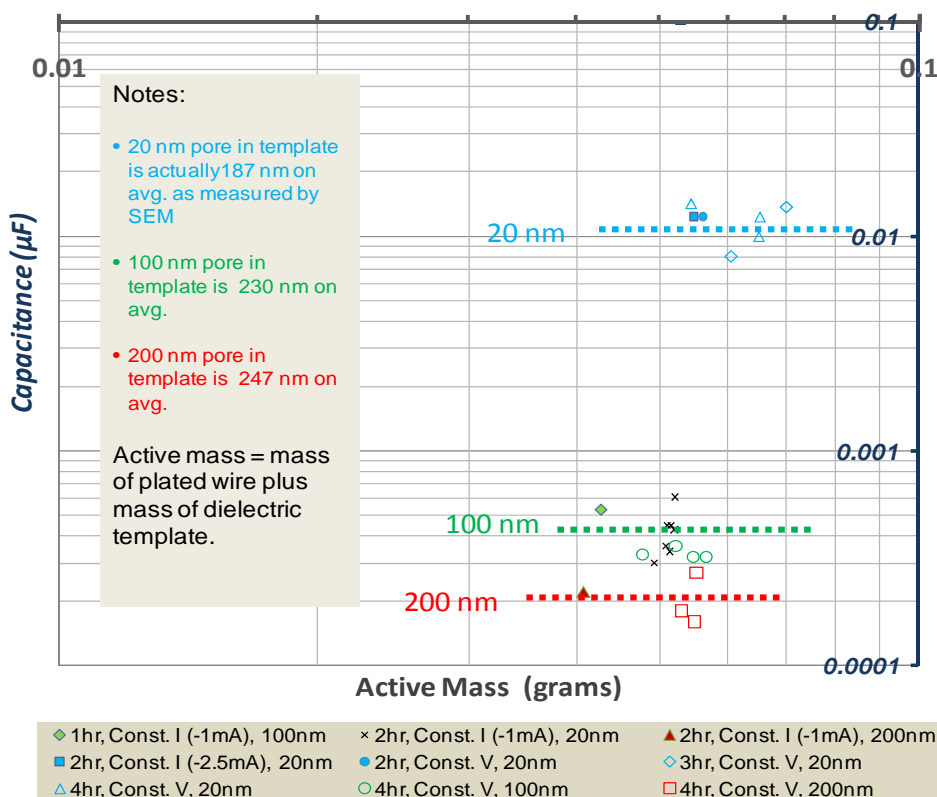 0.1
0.01
0.1
Notes:
• 20 nm pore in template
is actually187 nm on
avg. as measured by
SEM
• 100 nm pore in
template is 230 nm on
avg.
• 200 nm pore in
template is 247 nm on
avg.
Active mass = mass
of plated wire plus
mass of dielectric
template.
Capacitance (µF)
20 nm
0.01
0.001
100 nm
200 nm
0.0001
Active Mass (grams)
1hr, Const. I (-1mA), 100nm
2hr, Const. I (-1mA), 20nm
2hr, Const. I (-1mA), 200nm
2hr, Const. I (-2.5mA), 20nm
2hr, Const. V, 20nm
3hr, Const. V, 20nm
4hr, Const. V, 20nm
4hr, Const. V, 100nm
4hr, Const. V, 200nm